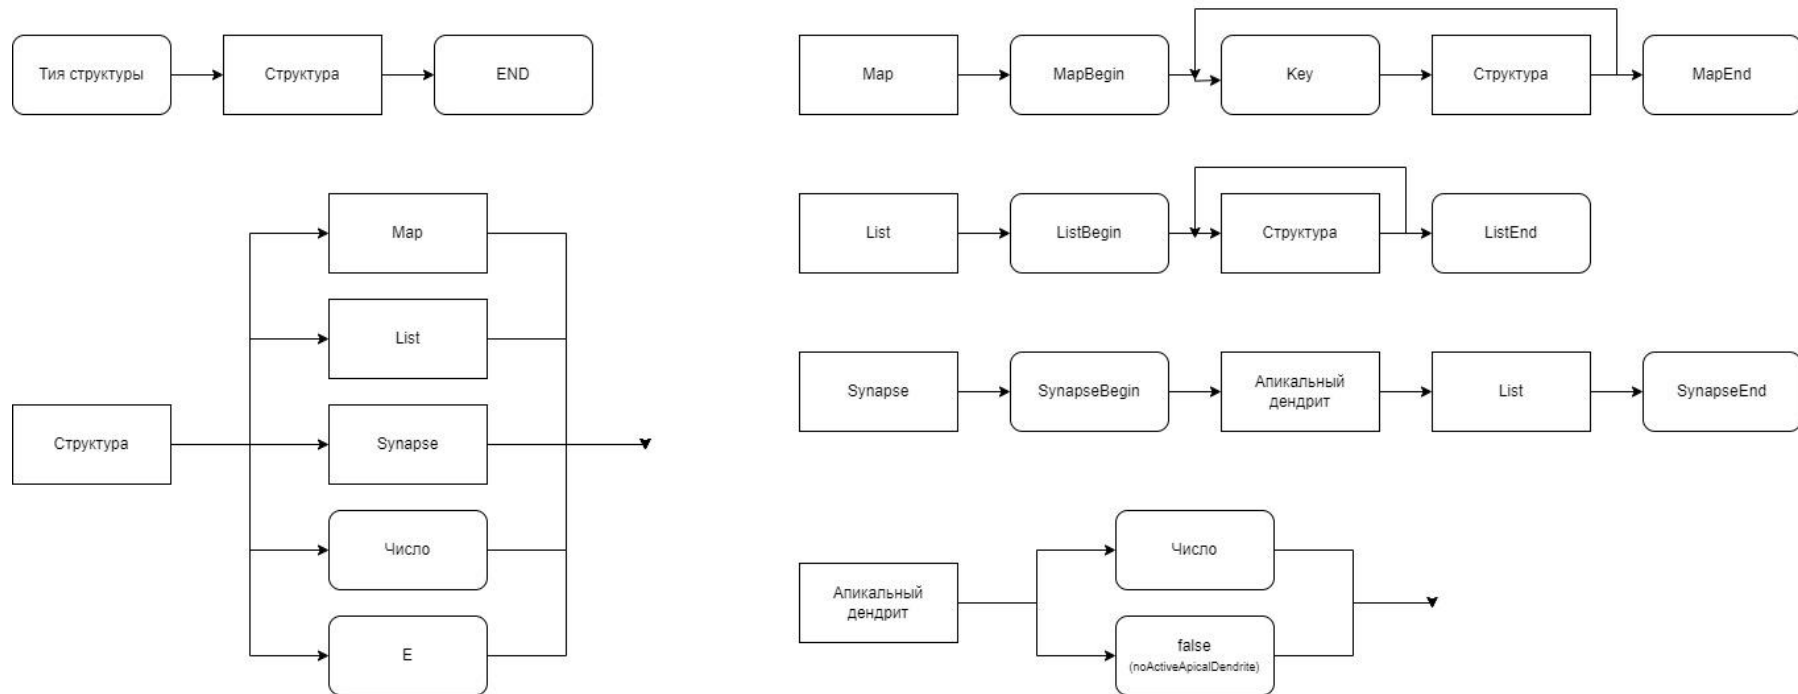 Тия структуры
Структура
END
Map
MapBegin
Key
Структура
MapEnd
Map
List
ListBegin
Структура
ListEnd
List
Synapse
SynapseBegin
Апикальный
дендрит
List
SynapseEnd
Структура
Synapse
Число
Число
Апикальный
дендрит
E
false
(noActiveApicalDendrite)